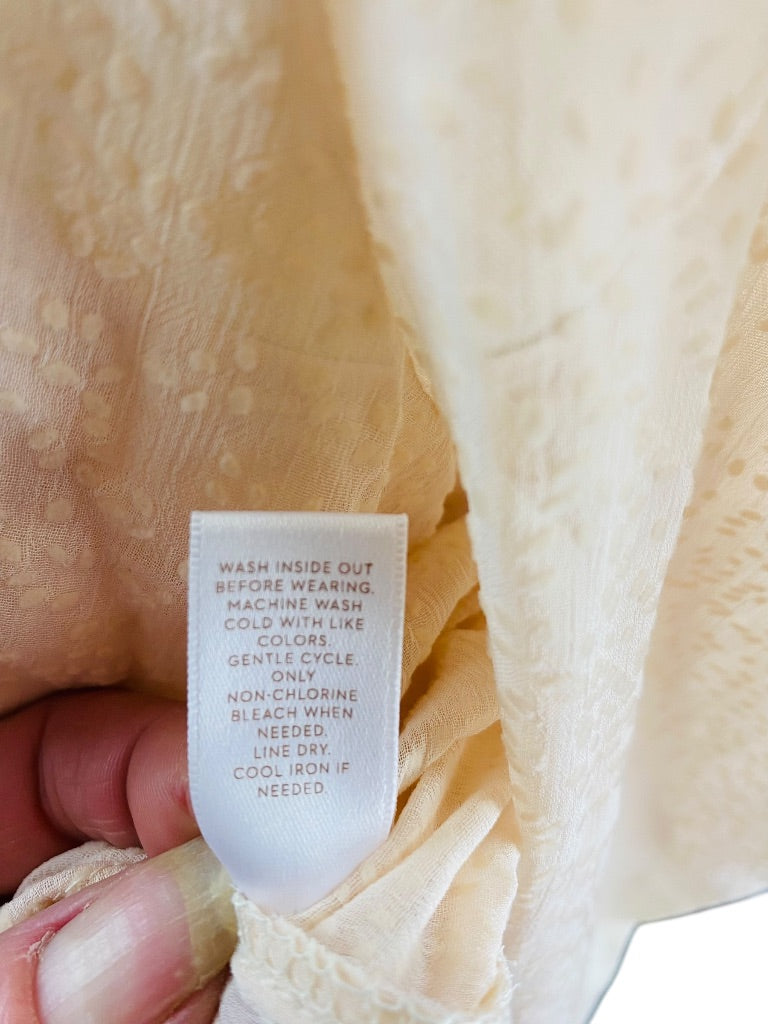 WASH INSIDE OUT
BEFORE WEARING.
MACHINE WASH
COLD WITH LIKE
COLORS.
GENTLE CYCLE.
ONLY
NON-CHLORINE
BLEACH WHEN
NEEDED.
LINE DRY.
COOL IRON IF
NEEDED.